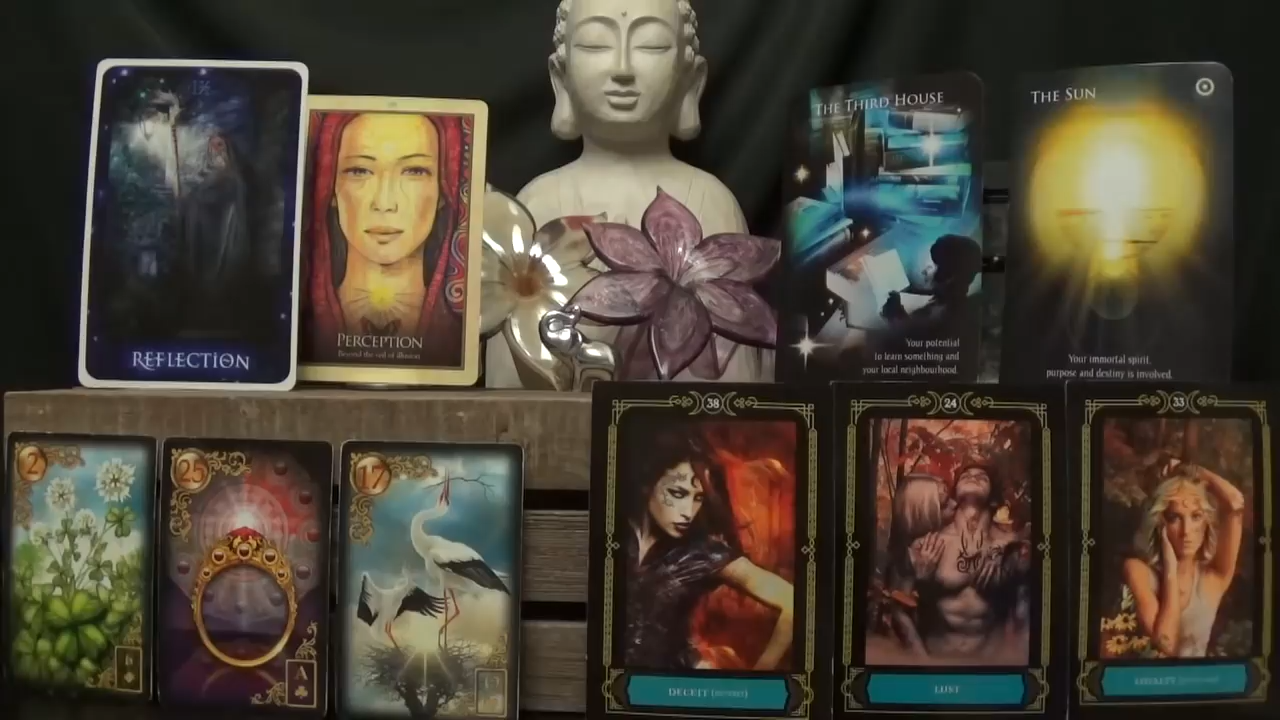 REFLECTION
PERCEPTION
Beyond the veil of illusion
THE THIRD HOUSE
Your potential
to learn something and
your local neighbourhood.
THE SUN
Your immortal spirit,
purpose and destiny is involved.
2
25
A
17
38
DECEIT
24
LUST
33